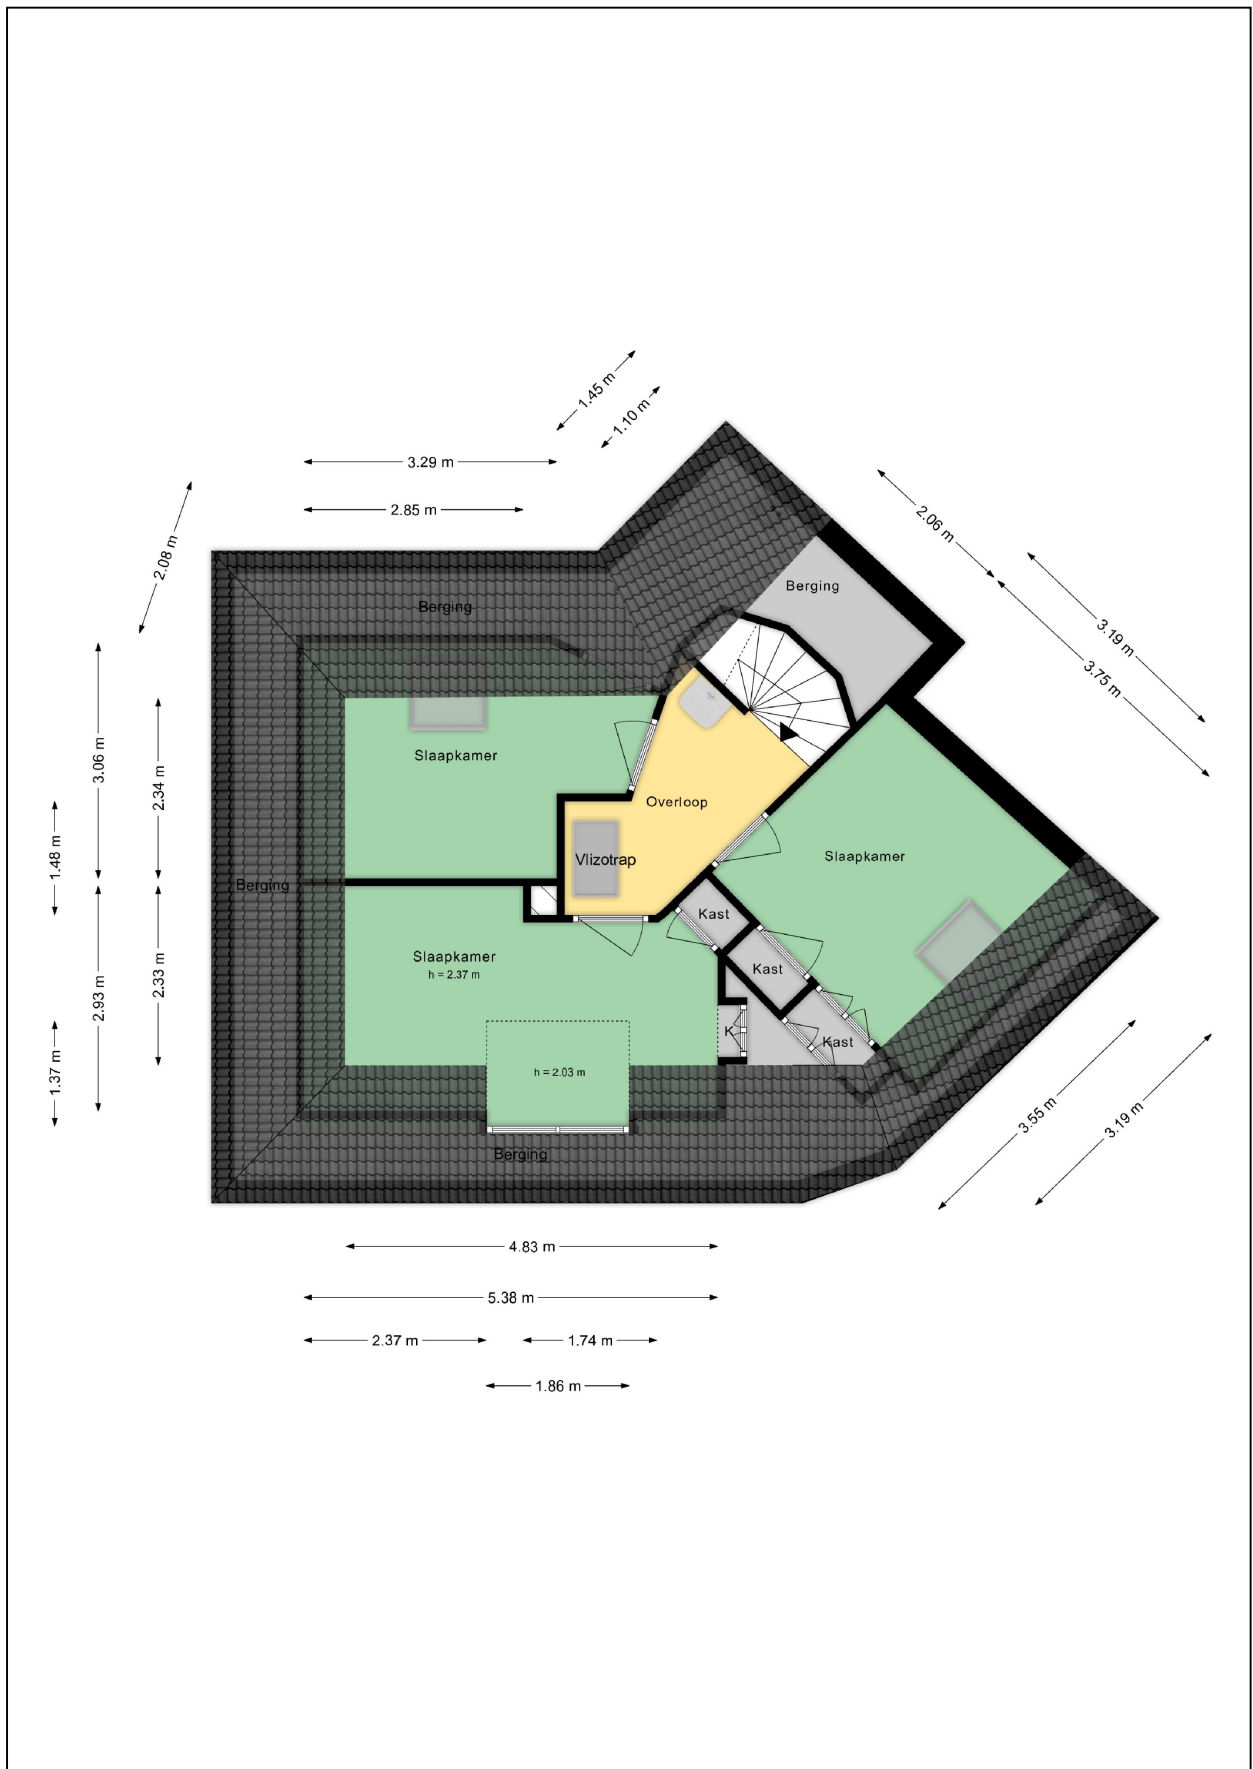 1.45 m
1.10 m
3.29 m
2.85 m
2.08 m
2.06 m
3.19 m
3.75 m
Berging
Berging
3.06 m
2.34 m
Slaapkamer
Overloop
1.48 m
Vlizotrap
Slaapkamer
Berging
Kast
Slaapkamer
h = 2.37 m
Kast
2.93 m
2.33 m
K
Kast
1.37 m
h = 2.03 m
3.55 m
3.19 m
Berging
4.83 m
5.38 m
2.37 m
1.74 m
1.86 m